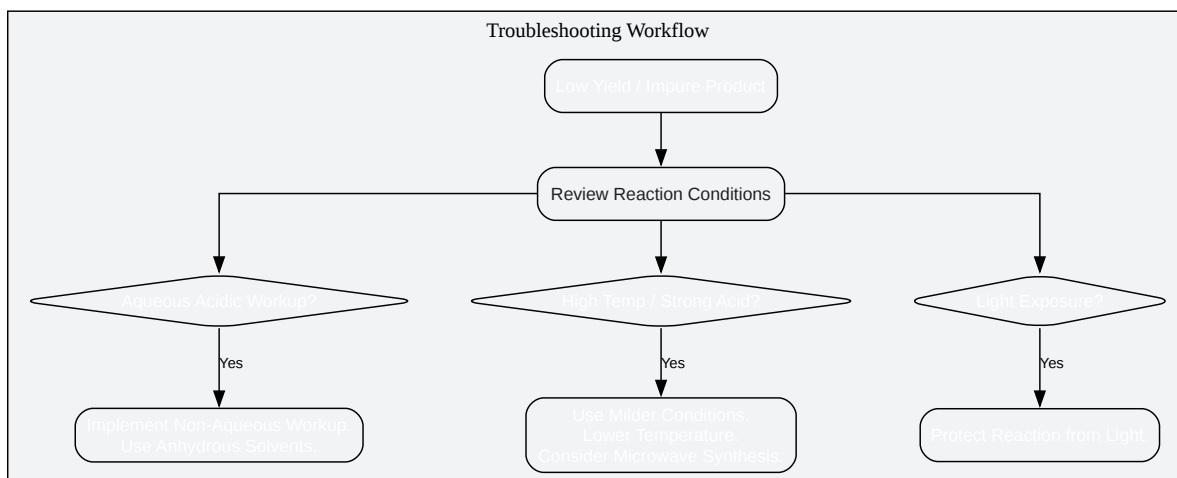 Troubleshooting Workflow
Low Yield / Impure Product
Review Reaction Conditions
Aqueous Acidic Workup?
High Temp / Strong Acid?
Light Exposure?
Yes
Yes
Yes
Implement Non-Aqueous Workup.
Use Anhydrous Solvents.
Use Milder Conditions.
Lower Temperature.
Consider Microwave Synthesis.
Protect Reaction from Light.